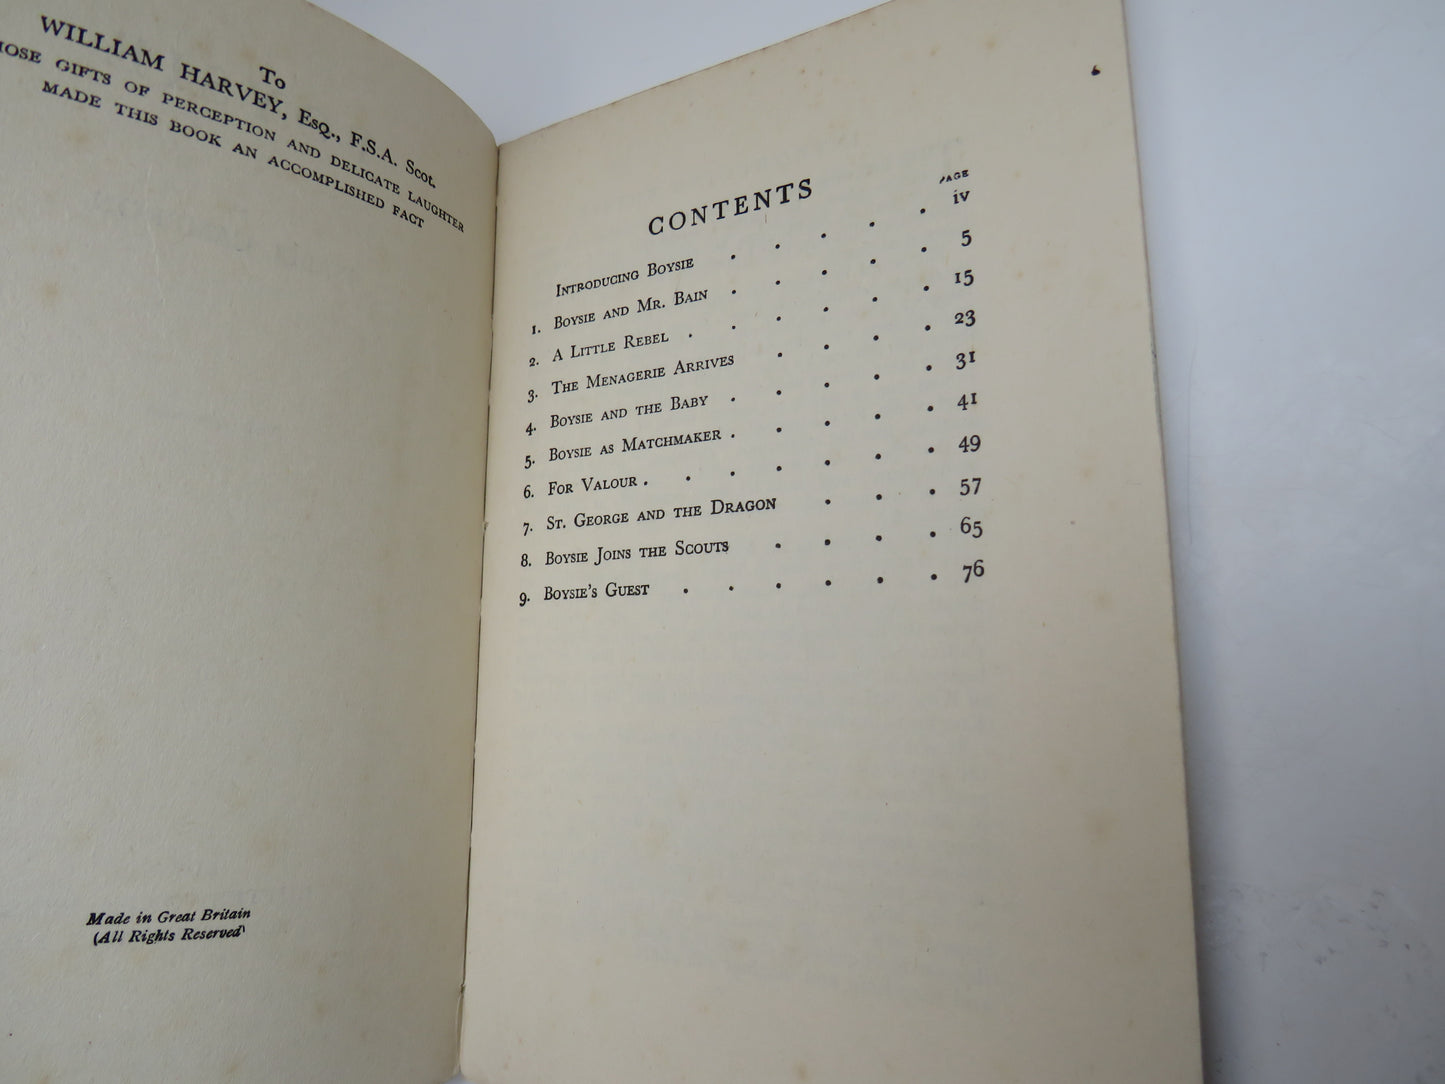 To
WILLIAM HARVEY, Esq., F.S.A. Scot.
GIFTS OF PERCEPTION AND DELICATE LAUGHTER
MADE THIS BOOK AN ACCOMPLISHED FACT
Made in Great Britain
(All Rights Reserved)
CONTENTS
PAGE
Introducing Boysie . . . . . iv
1. Boysie and Mr. Bain . . . . . 5
2. A Little Rebel . . . . . . 15
3. The Menagerie Arrives . . . . 23
4. Boysie and the Baby . . . . . 31
5. Boysie as Matchmaker . . . . . 41
6. For Valour . . . . . . . 49
7. St. George and the Dragon . . . 57
8. Boysie Joins the Scouts . . . . 65
9. Boysie's Guest . . . . . . 76